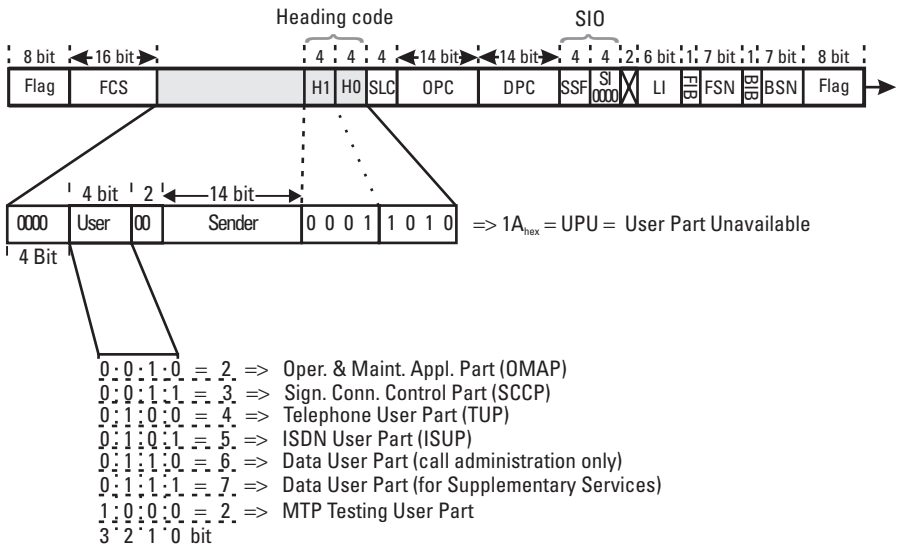 Heading code SIO
8 bit 16 bit 4 4 4 14 bit 14 bit 4 4 2 6 bit 1 7 bit 1 7 bit 8 bit
Flag FCS H1 H0 SLC OPC DPC SSF SI 0000 LI FIB FSN BIB BSN Flag
4 bit 2 14 bit
0000 User 00 Sender 0 0 0 1 1 0 1 0 => 1Ahex = UPU = User Part Unavailable
4 Bit
0 0 1 0 = 2 => Oper. & Maint. Appl. Part (OMAP)
0 0 1 1 = 3 => Sign. Conn. Control Part (SCCP)
0 1 0 0 = 4 => Telephone User Part (TUP)
0 1 0 1 = 5 => ISDN User Part (ISUP)
0 1 1 0 = 6 => Data User Part (call administration only)
0 1 1 1 = 7 => Data User Part (for Supplementary Services)
1 0 0 0 = 2 => MTP Testing User Part
3 2 1 0 bit